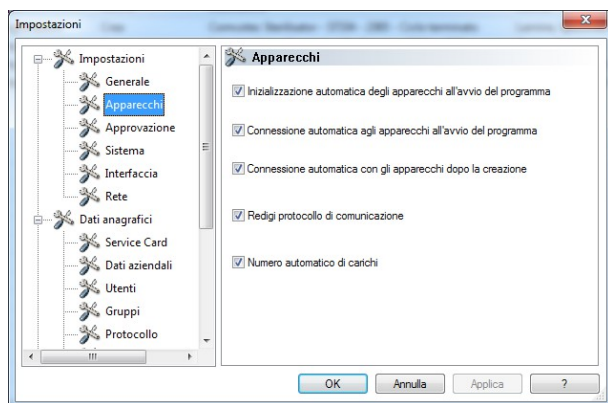 Impostazioni
Impostazioni
Generale
Apparecchi
Approvazione
Sistema
Interfaccia
Rete
Dati anagrafici
Service Card
Dati aziendali
Utenti
Gruppi
Protocollo
Apparecchi
Inizializzazione automatica degli apparecchi all'avvio del programma
Connessione automatica agli apparecchi all'avvio del programma
Connessione automatica con gli apparecchi dopo la creazione
Redigi protocollo di comunicazione
Numero automatico di carichi
OK
Annulla
Applica
?